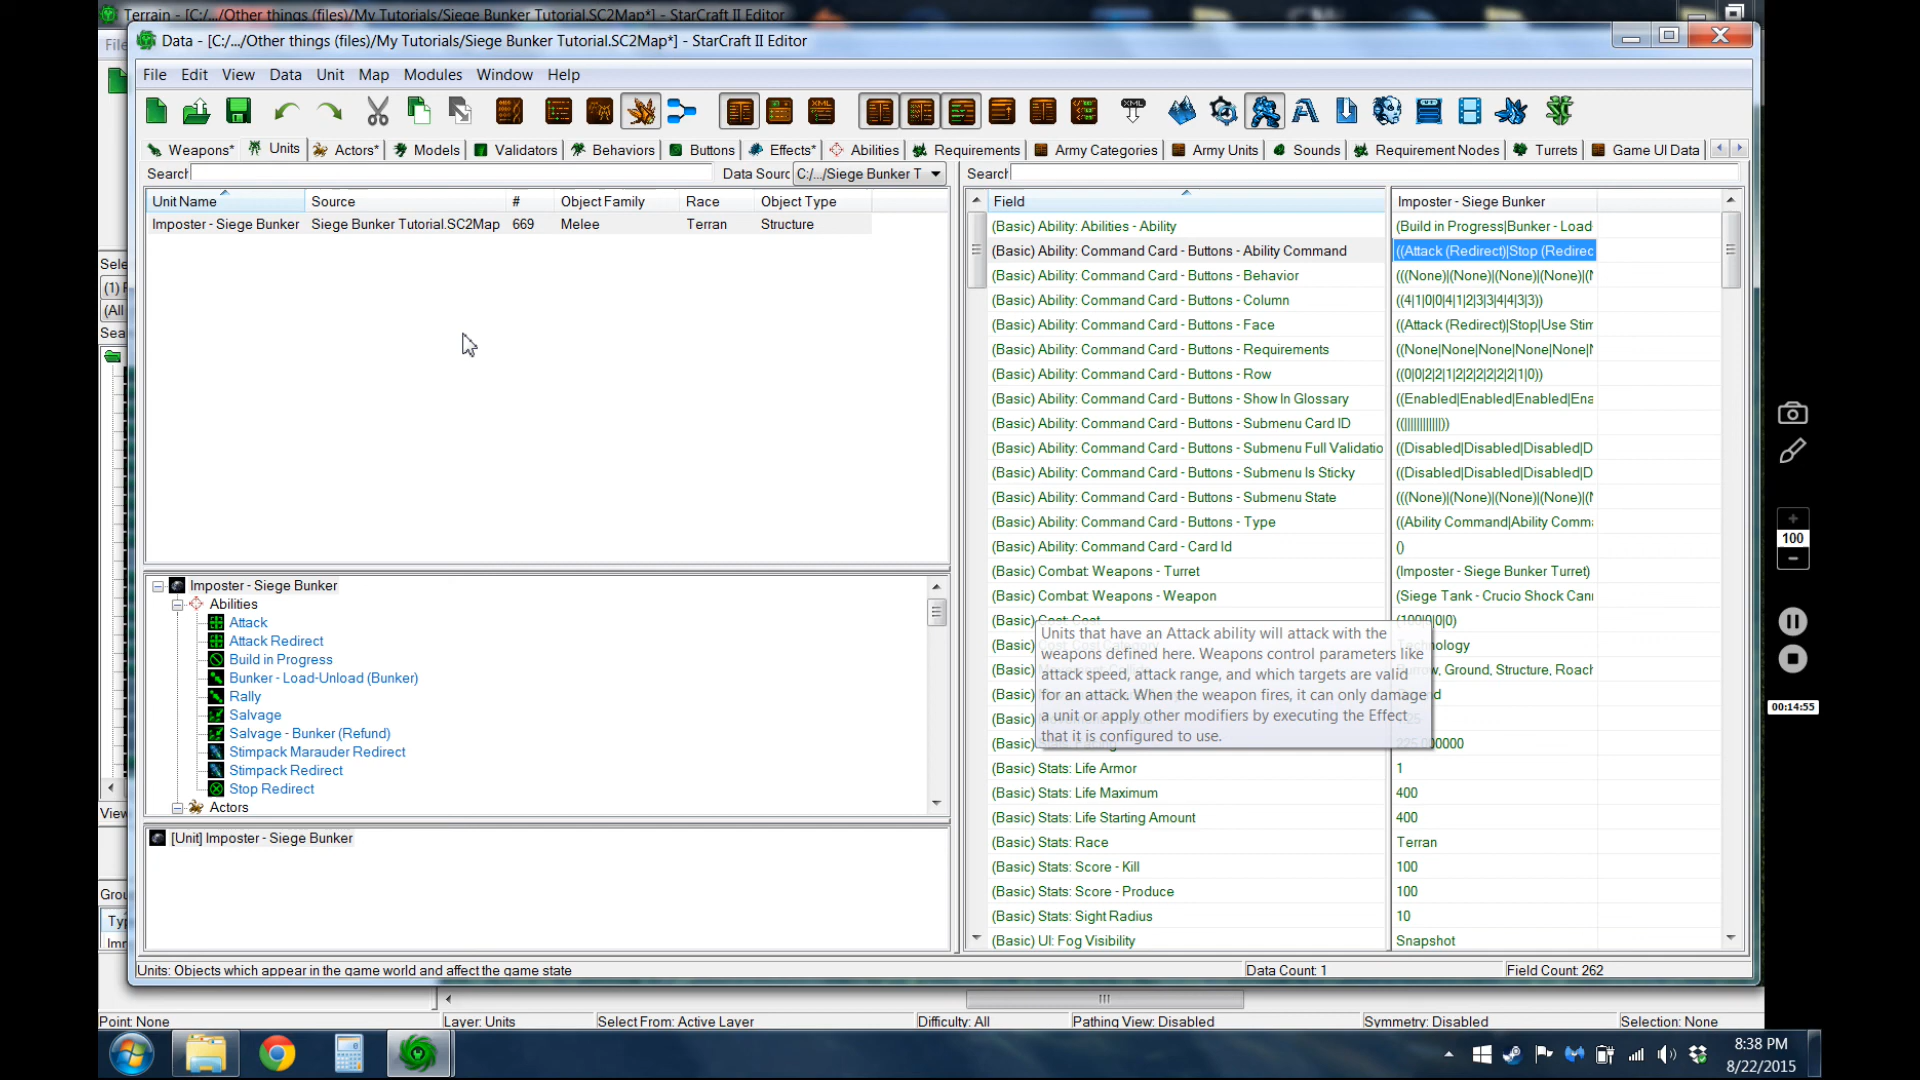 Terrain - [C:/.../Other things (files)/My Tutorials/Siege Bunker Tutorial.SC2Map*] - StarCraft II Editor
Data - [C:/.../Other things (files)/My Tutorials/Siege Bunker Tutorial.SC2Map*] - StarCraft II Editor
File Edit View Data Unit Map Modules Window Help
Weapons* Units Actors* Models Validators Behaviors Buttons Effects* Abilities Requirements Army Categories Army Units Sounds Requirement Nodes Turrets Game UI Data
Search Data Sourc C:/.../Siege Bunker T Search
Unit Name Source # Object Family Race Object Type
Imposter - Siege Bunker Siege Bunker Tutorial.SC2Map 669 Melee Terran Structure
Field Imposter - Siege Bunker
(Basic) Ability: Abilities - Ability (Build in Progress|Bunker - Load
(Basic) Ability: Command Card - Buttons - Ability Command ((Attack (Redirect)|Stop (Redirec
(Basic) Ability: Command Card - Buttons - Behavior (((None)|(None)|(None)|(None)|(N
(Basic) Ability: Command Card - Buttons - Column ((4|1|0|0|4|1|2|3|3|4|4|3|3))
(Basic) Ability: Command Card - Buttons - Face ((Attack (Redirect)|Stop|Use Stim
(Basic) Ability: Command Card - Buttons - Requirements ((None|None|None|None|None|N
(Basic) Ability: Command Card - Buttons - Row ((0|0|2|2|1|2|2|2|2|2|2|1|0))
(Basic) Ability: Command Card - Buttons - Show In Glossary ((Enabled|Enabled|Enabled|Ena
(Basic) Ability: Command Card - Buttons - Submenu Card ID ((||||||||||||))
(Basic) Ability: Command Card - Buttons - Submenu Full Validatio ((Disabled|Disabled|Disabled|D
(Basic) Ability: Command Card - Buttons - Submenu Is Sticky ((Disabled|Disabled|Disabled|D
(Basic) Ability: Command Card - Buttons - Submenu State (((None)|(None)|(None)|(None)|(N
(Basic) Ability: Command Card - Buttons - Type ((Ability Command|Ability Comma
(Basic) Ability: Command Card - Card Id ()
(Basic) Combat: Weapons - Turret (Imposter - Siege Bunker Turret)
(Basic) Combat: Weapons - Weapon (Siege Tank - Crucio Shock Cann
(Basic) Cost: Cost (100|0|0|0)
Units that have an Attack ability will attack with the
weapons defined here. Weapons control parameters like
attack speed, attack range, and which targets are valid
for an attack. When the weapon fires, it can only damage
a unit or apply other modifiers by executing the Effect
that it is configured to use.
(Basic)
(Basic) Ground, Structure, Roach
(Basic)
(Basic)
(Basic) 225.000000
(Basic) Stats: Life Armor 1
(Basic) Stats: Life Maximum 400
(Basic) Stats: Life Starting Amount 400
(Basic) Stats: Race Terran
(Basic) Stats: Score - Kill 100
(Basic) Stats: Score - Produce 100
(Basic) Stats: Sight Radius 10
(Basic) UI: Fog Visibility Snapshot
Imposter - Siege Bunker
Abilities
Attack
Attack Redirect
Build in Progress
Bunker - Load-Unload (Bunker)
Rally
Salvage
Salvage - Bunker (Refund)
Stimpack Marauder Redirect
Stimpack Redirect
Stop Redirect
Actors
[Unit] Imposter - Siege Bunker
Units: Objects which appear in the game world and affect the game state Data Count: 1 Field Count: 262
Point: None Layer: Units Select From: Active Layer Difficulty: All Pathing View: Disabled Symmetry: Disabled Selection: None
8:38 PM
8/22/2015
100
00:14:55